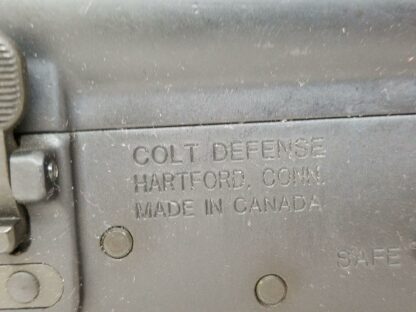 COLT DEFENSE
HARTFORD, CONN.
MADE IN CANADA
SAFE